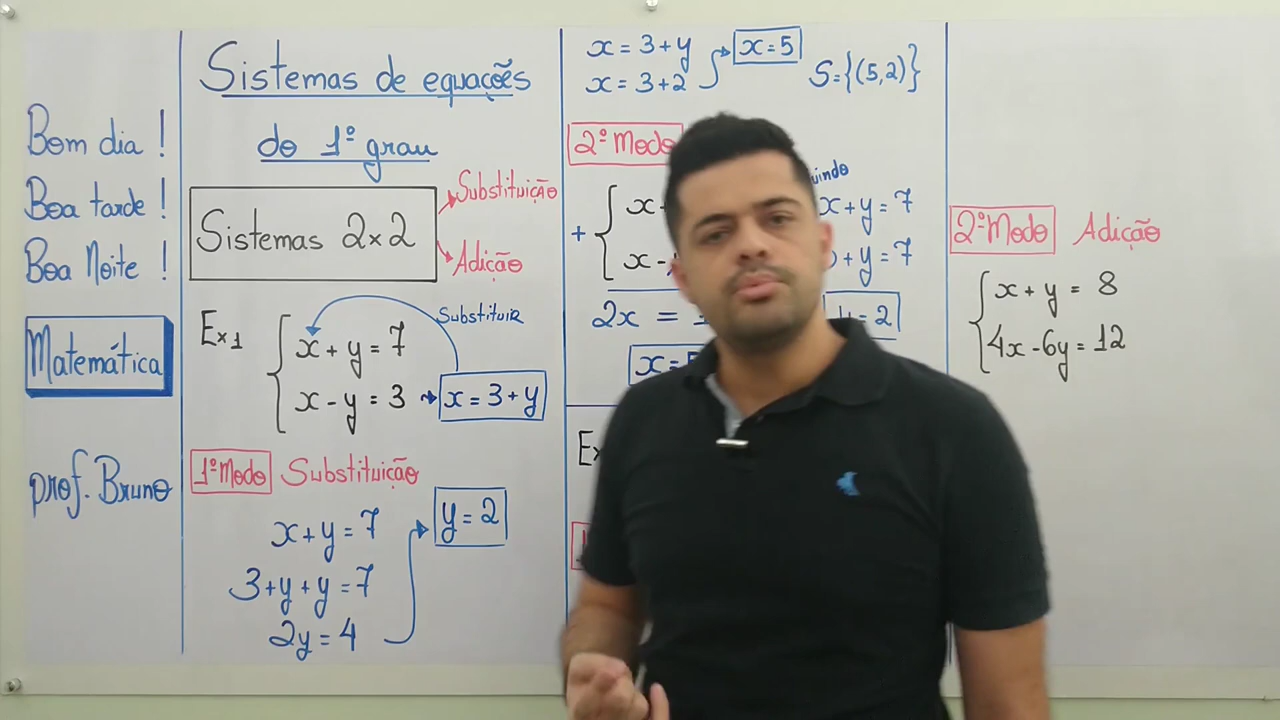 Bom dia !
Boa tarde !
Boa Noite !
Matemática
prof. Bruno
Sistemas de equações
do 1º grau
Sistemas 2x2
Substituição
Adição
Ex1
x + y = 7
x - y = 3
x = 3 + y
Substituir
1º Modo Substituição
x + y = 7
3 + y + y = 7
2y = 4
y = 2
x = 3 + y
x = 3 + 2
x = 5
S = {(5,2)}
2º Modo
+
x
x -
2x =
x + y = 7
+ y = 7
= 2
2º Modo Adição
x + y = 8
4x - 6y = 12